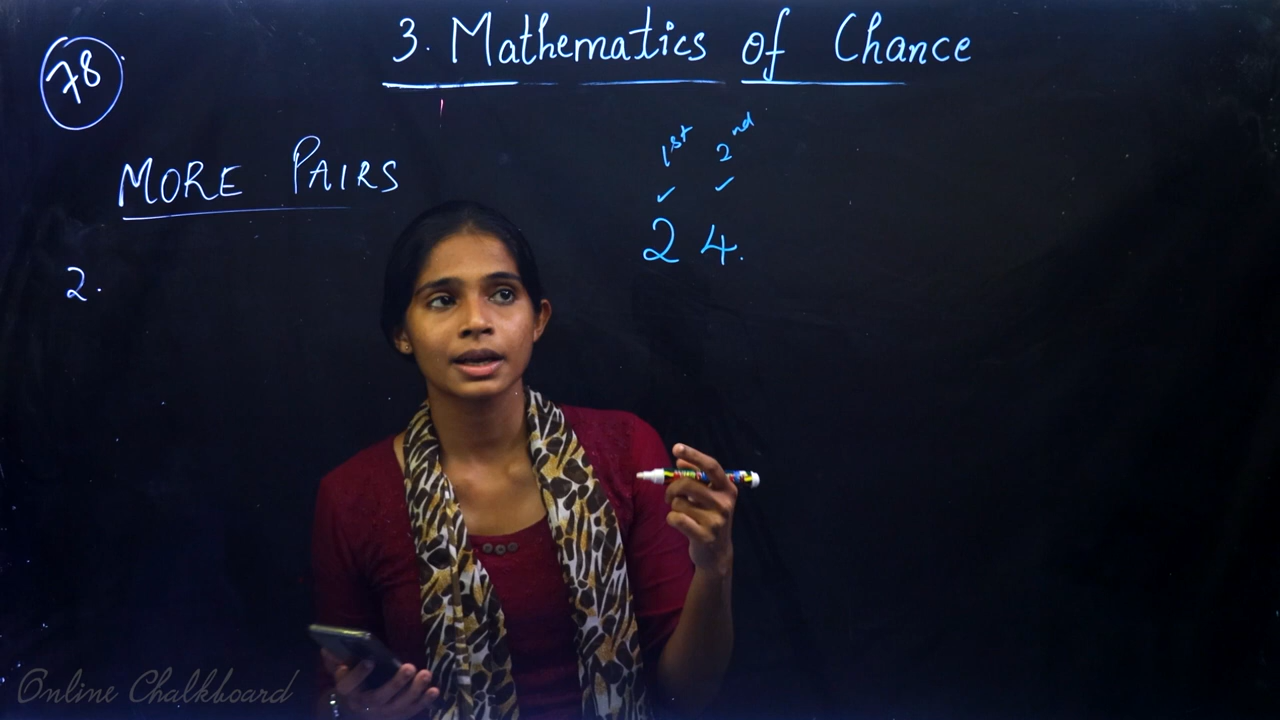 3. Mathematics of Chance
78
1st 2nd
✓ ✓
MORE PAIRS
2 4.
2.
Online Chalkboard